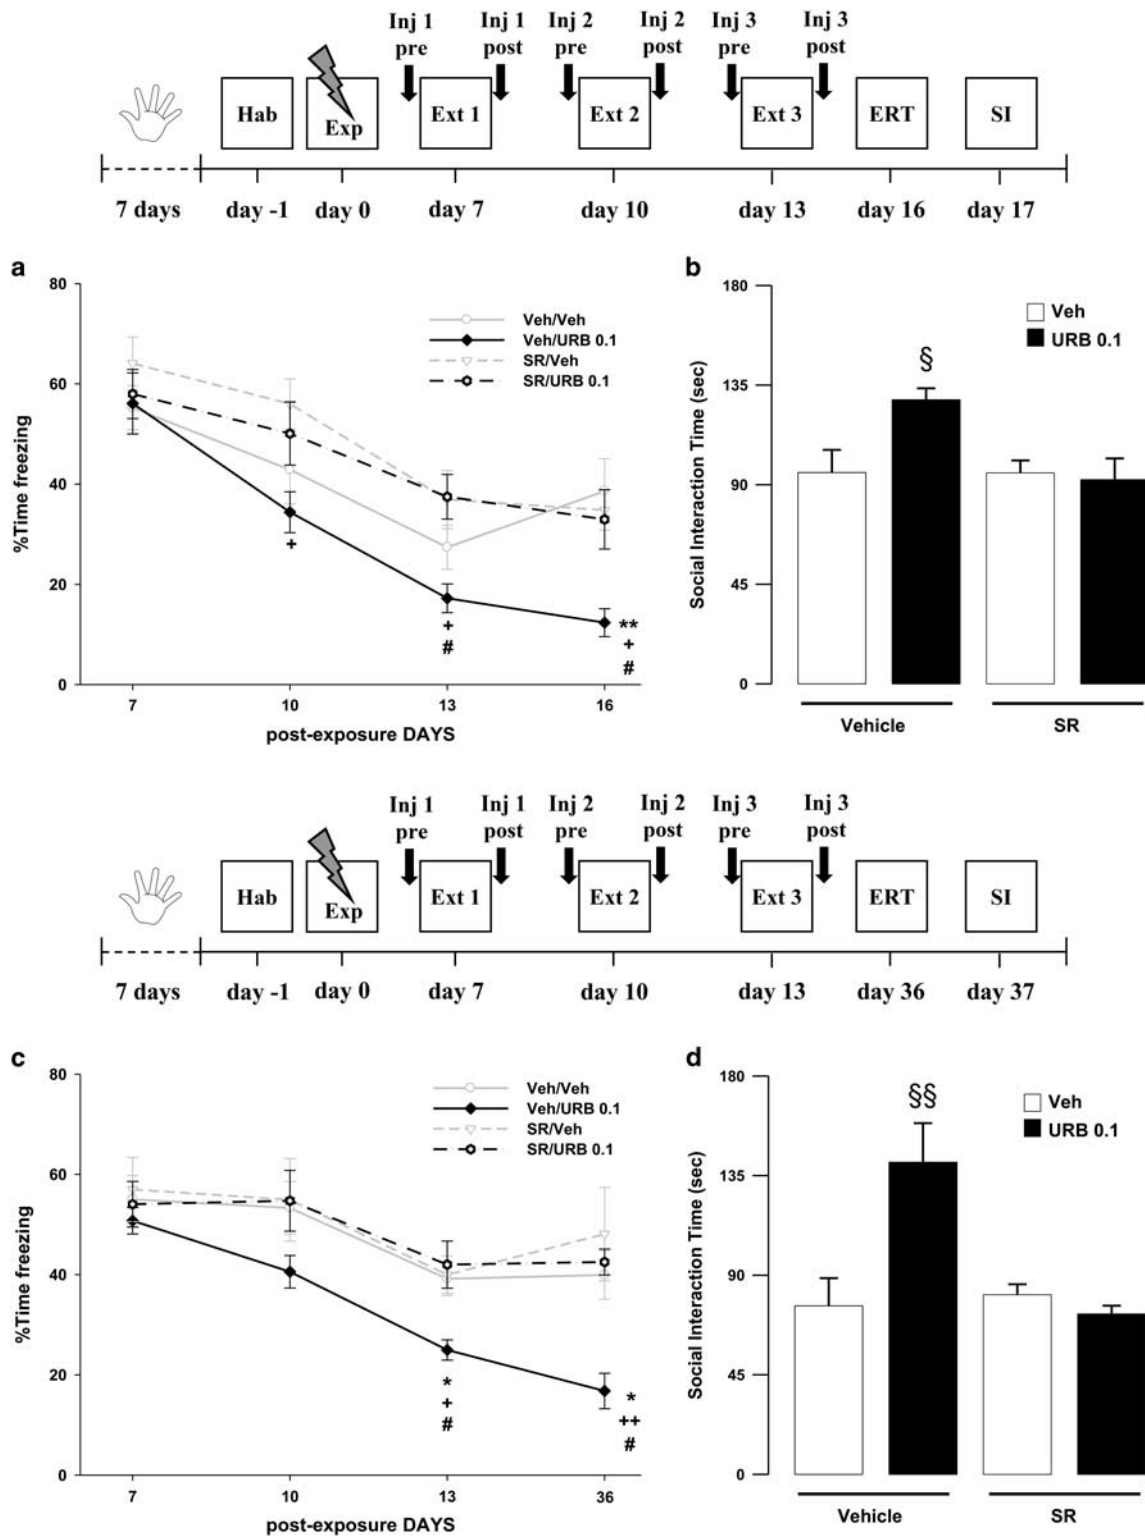 Inj 1 Inj 1 Inj 2 Inj 2 Inj 3 Inj 3
pre post pre post pre post
Hab Exp Ext 1 Ext 2 Ext 3 ERT SI
7 days day -1 day 0 day 7 day 10 day 13 day 16 day 17
a
80
60
40
20
0
%Time freezing
Veh/Veh
Veh/URB 0.1
SR/Veh
SR/URB 0.1
+
+
#
**
+
#
7 10 13 16
post-exposure DAYS
b
180
135
90
45
0
Social Interaction Time (sec)
Veh
URB 0.1
§
Vehicle SR
Inj 1 Inj 1 Inj 2 Inj 2 Inj 3 Inj 3
pre post pre post pre post
Hab Exp Ext 1 Ext 2 Ext 3 ERT SI
7 days day -1 day 0 day 7 day 10 day 13 day 36 day 37
c
80
60
40
20
0
%Time freezing
Veh/Veh
Veh/URB 0.1
SR/Veh
SR/URB 0.1
*
+
#
*
++
#
7 10 13 36
post-exposure DAYS
d
180
135
90
45
0
Social Interaction Time (sec)
Veh
URB 0.1
§§
Vehicle SR